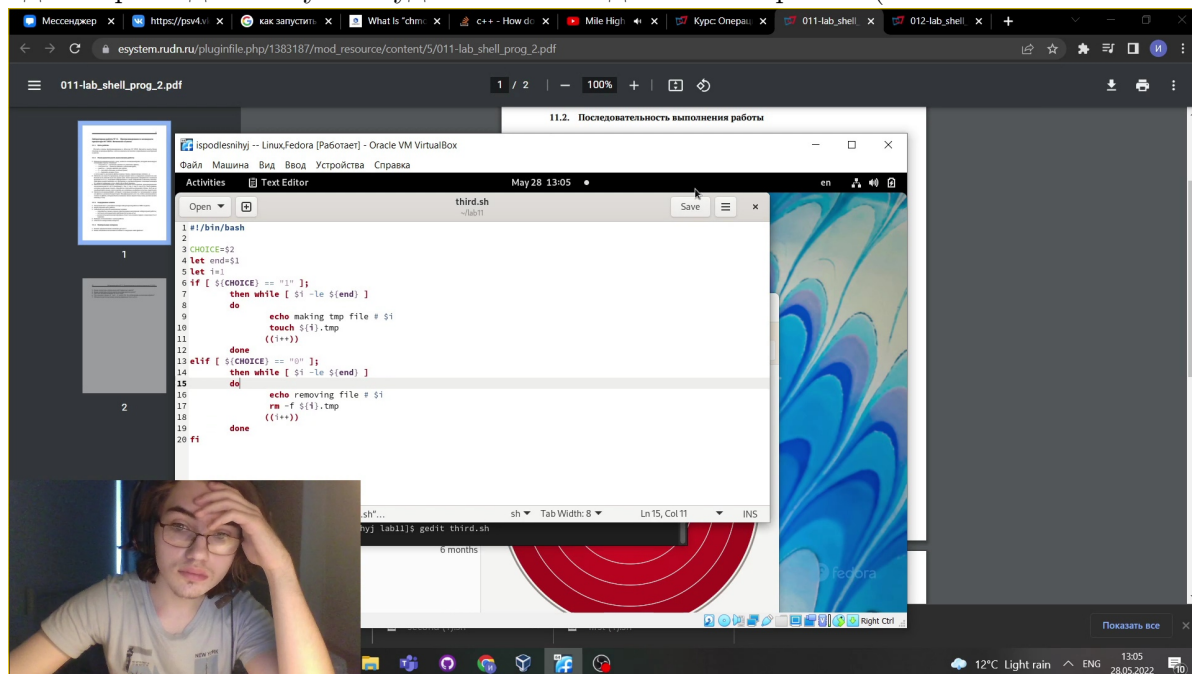 Мессенджер
https://psv4.v
как запустить
What Is "chmo
c++ - How do
Mile High
Курс Операц
011-lab_shell_
012-lab_shell_
esystem.rudn.ru/pluginfile.php/1383187/mod_resource/content/5/011-lab_shell_prog_2.pdf
011-lab_shell_prog_2.pdf
1 / 2
100%
11.2. Последовательность выполнения работы
1
2
ispodlesnihyj -- Linux,Fedora [Работает] - Oracle VM VirtualBox
Файл Машина Вид Ввод Устройства Справка
Activities Text Editor May 28 13:05 en
Open third.sh Save
~/lab11
1 #!/bin/bash
2
3 CHOICE=$2
4 let end=$1
5 let i=1
6 if [ ${CHOICE} == "1" ];
7 then while [ $i -le ${end} ]
8 do
9 echo making tmp file # $i
10 touch ${i}.tmp
11 ((i++))
12 done
13 elif [ ${CHOICE} == "0" ];
14 then while [ $i -le ${end} ]
15 do
16 echo removing file # $i
17 rm -f ${i}.tmp
18 ((i++))
19 done
20 fi
.sh"... sh Tab Width: 8 Ln 15, Col 11 INS
hyj lab11]$ gedit third.sh
6 months
fedora
Right Ctrl
Показать все
12°C Light rain ENG
13:05
28.05.2022